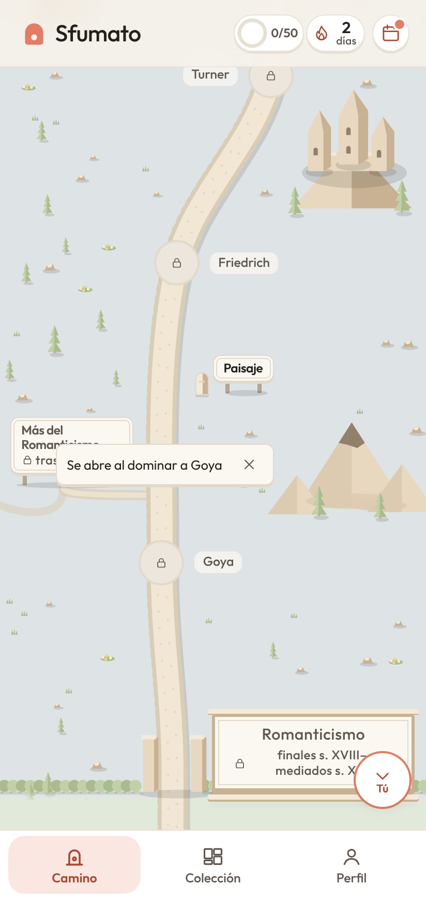 Sfumato
0/50
2
días
Turner
Friedrich
Paisaje
Más del
Romanticismo
tras
Se abre al dominar a Goya
Goya
Romanticismo
finales s. XVIII–
mediados s.
Tú
Camino
Colección
Perfil